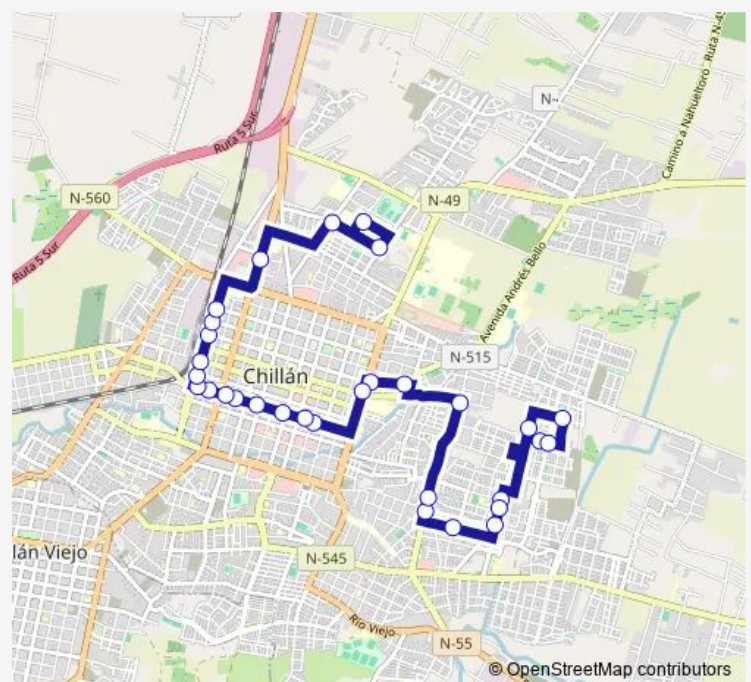 N-4
Camino a Nahueltoro - Ruta N-45
Ruta 5 Sur
N-560
N-49
Ruta 5 Sur
Avenida Andrés Bello
N-515
Chillán
lán Viejo
N-545
Río Viejo
N-55
© OpenStreetMap contributors